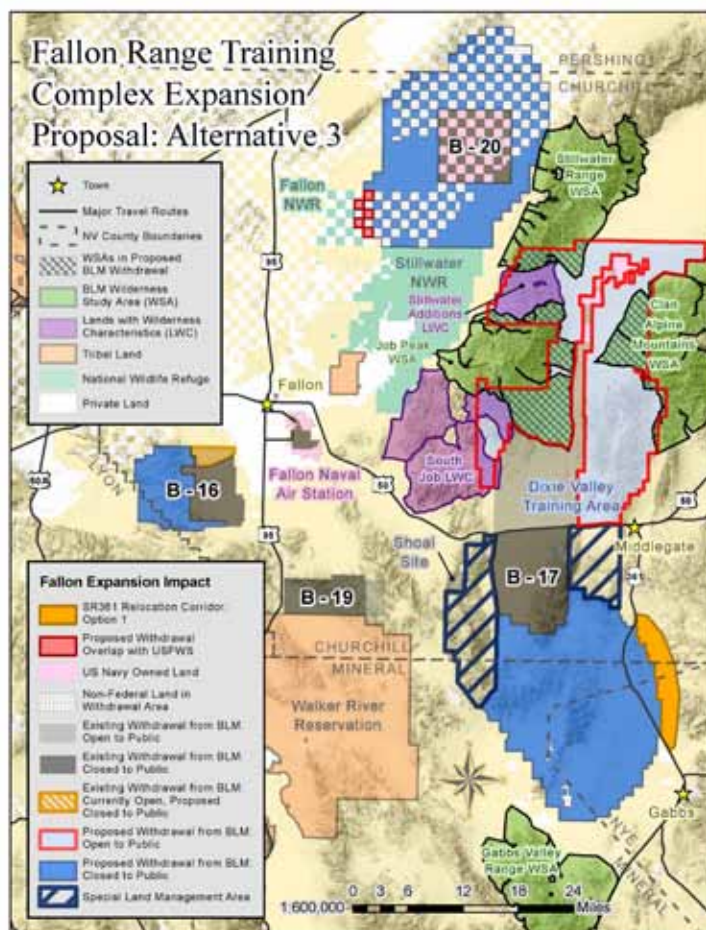 Fallon Range Training
Complex Expansion
Proposal: Alternative 3
Town
Major Travel Routes
NV County Boundaries
WSAs in Proposed
BLM Withdrawal
BLM Wilderness
Study Area (WSA)
Lands with Wilderness
Characteristics (LWC)
Tribal Land
National Wildlife Refuge
Private Land
PERSHING
CHURCHILL
B - 20
Fallon
NWR
Stillwater
Range
WSA
95
Stillwater
NWR
Stillwater
Additions
LWC
Clan
Alpine
Mountains
WSA
Job Peak
WSA
Fallon
Fallon Naval
Air Station
South
Job LWC
LYON
B - 16
50
50
Dixie Valley
Training Area
Middlegate
95
Shoal
Site
B - 17
361
B - 19
CHURCHILL
MINERAL
Walker River
Reservation
Gabbs
NYE
MINERAL
Gabbs Valley
Range WSA
Fallon Expansion Impact
SR361 Relocation Corridor:
Option 1
Proposed Withdrawal
Overlap with USFWS
US Navy Owned Land
Non-Federal Land in
Withdrawal Area
Existing Withdrawal from BLM:
Open to Public
Existing Withdrawal from BLM:
Closed to Public
Existing Withdrawal from BLM:
Currently Open, Proposed
Closed to Public
Proposed Withdrawal from BLM:
Open to Public
Proposed Withdrawal from BLM:
Closed to Public
Special Land Management Area
1:600,000
0 3 6 12 18 24
Miles